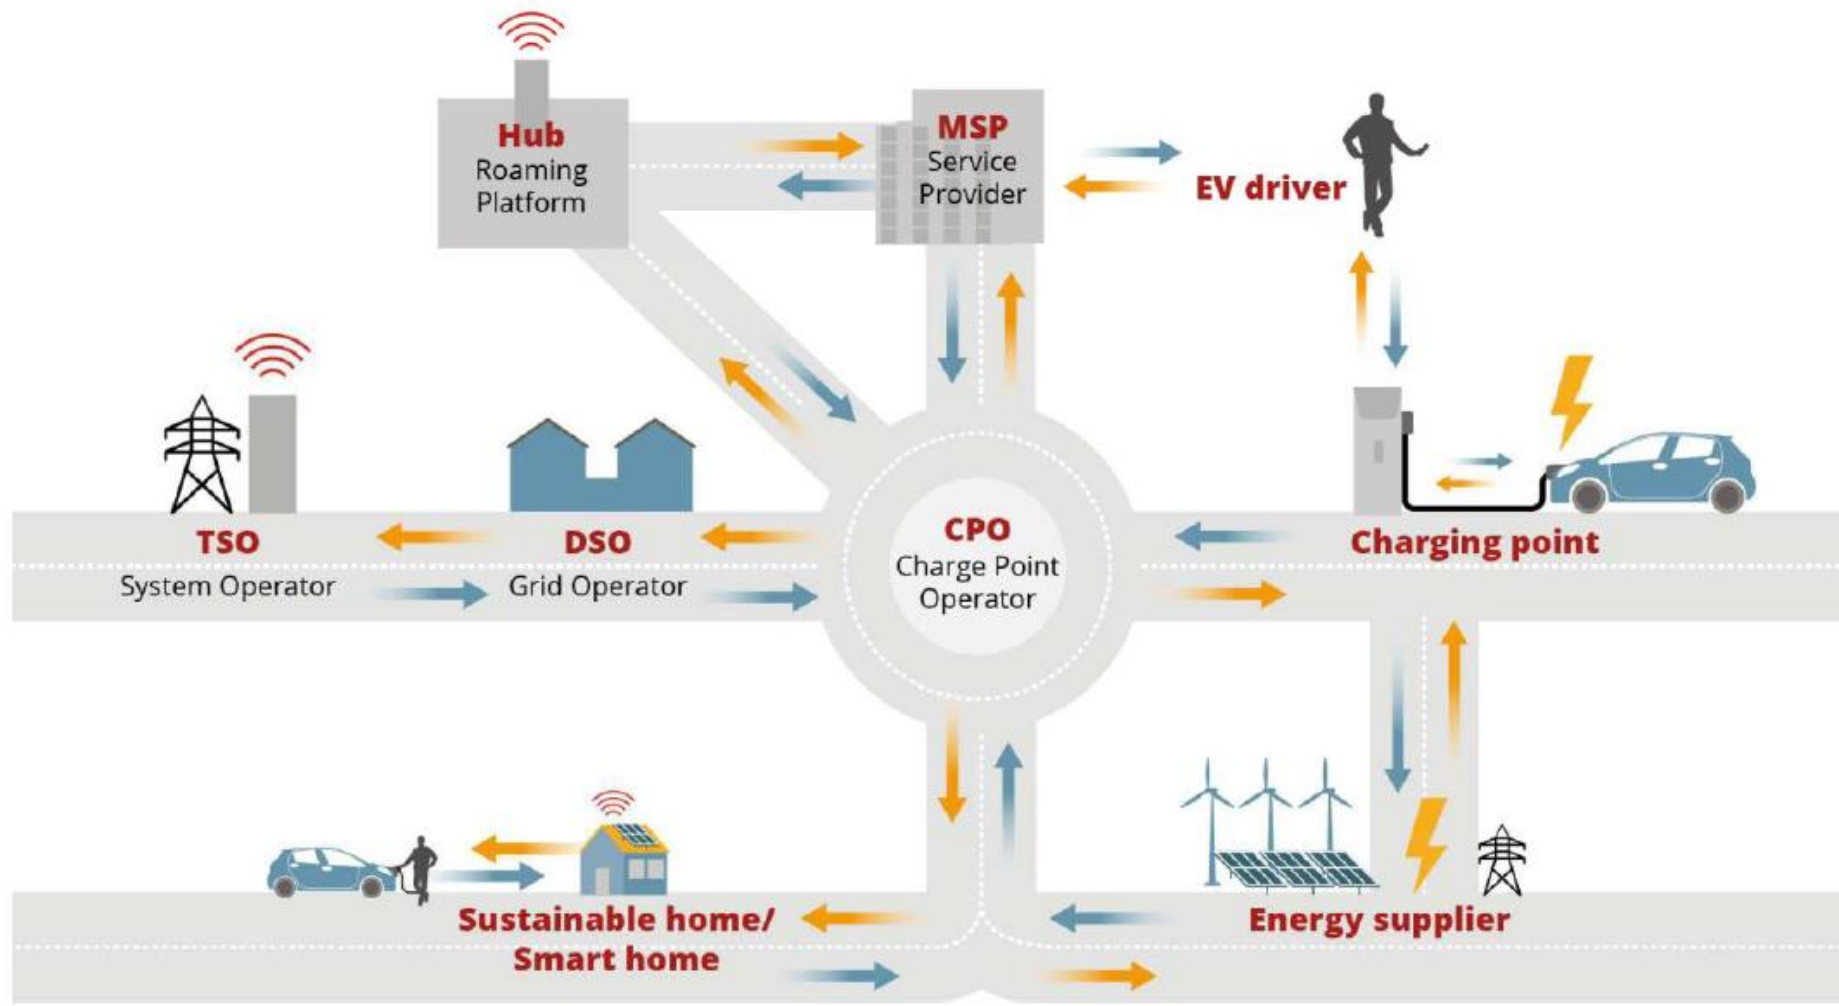 Hub
Roaming
Platform
MSP
Service
Provider
EV driver
TSO
System Operator
DSO
Grid Operator
CPO
Charge Point
Operator
Charging point
Sustainable home/
Smart home
Energy supplier